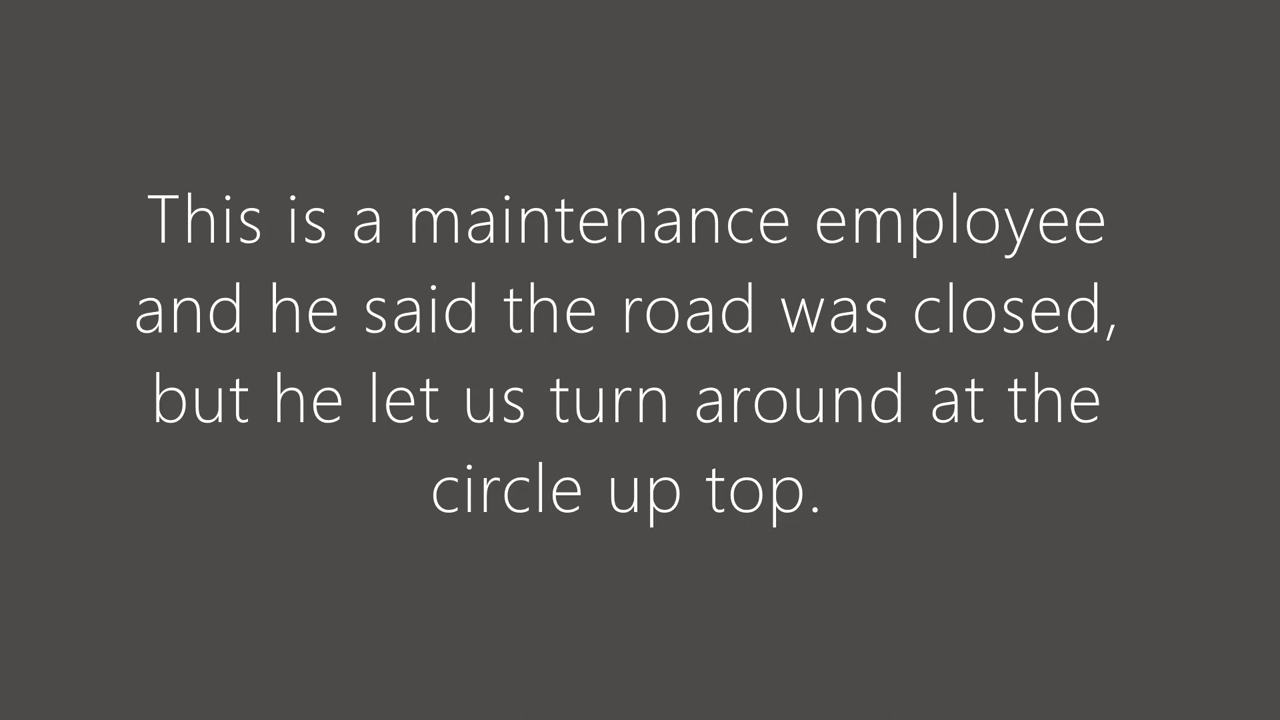 This is a maintenance employee
and he said the road was closed,
but he let us turn around at the
circle up top.